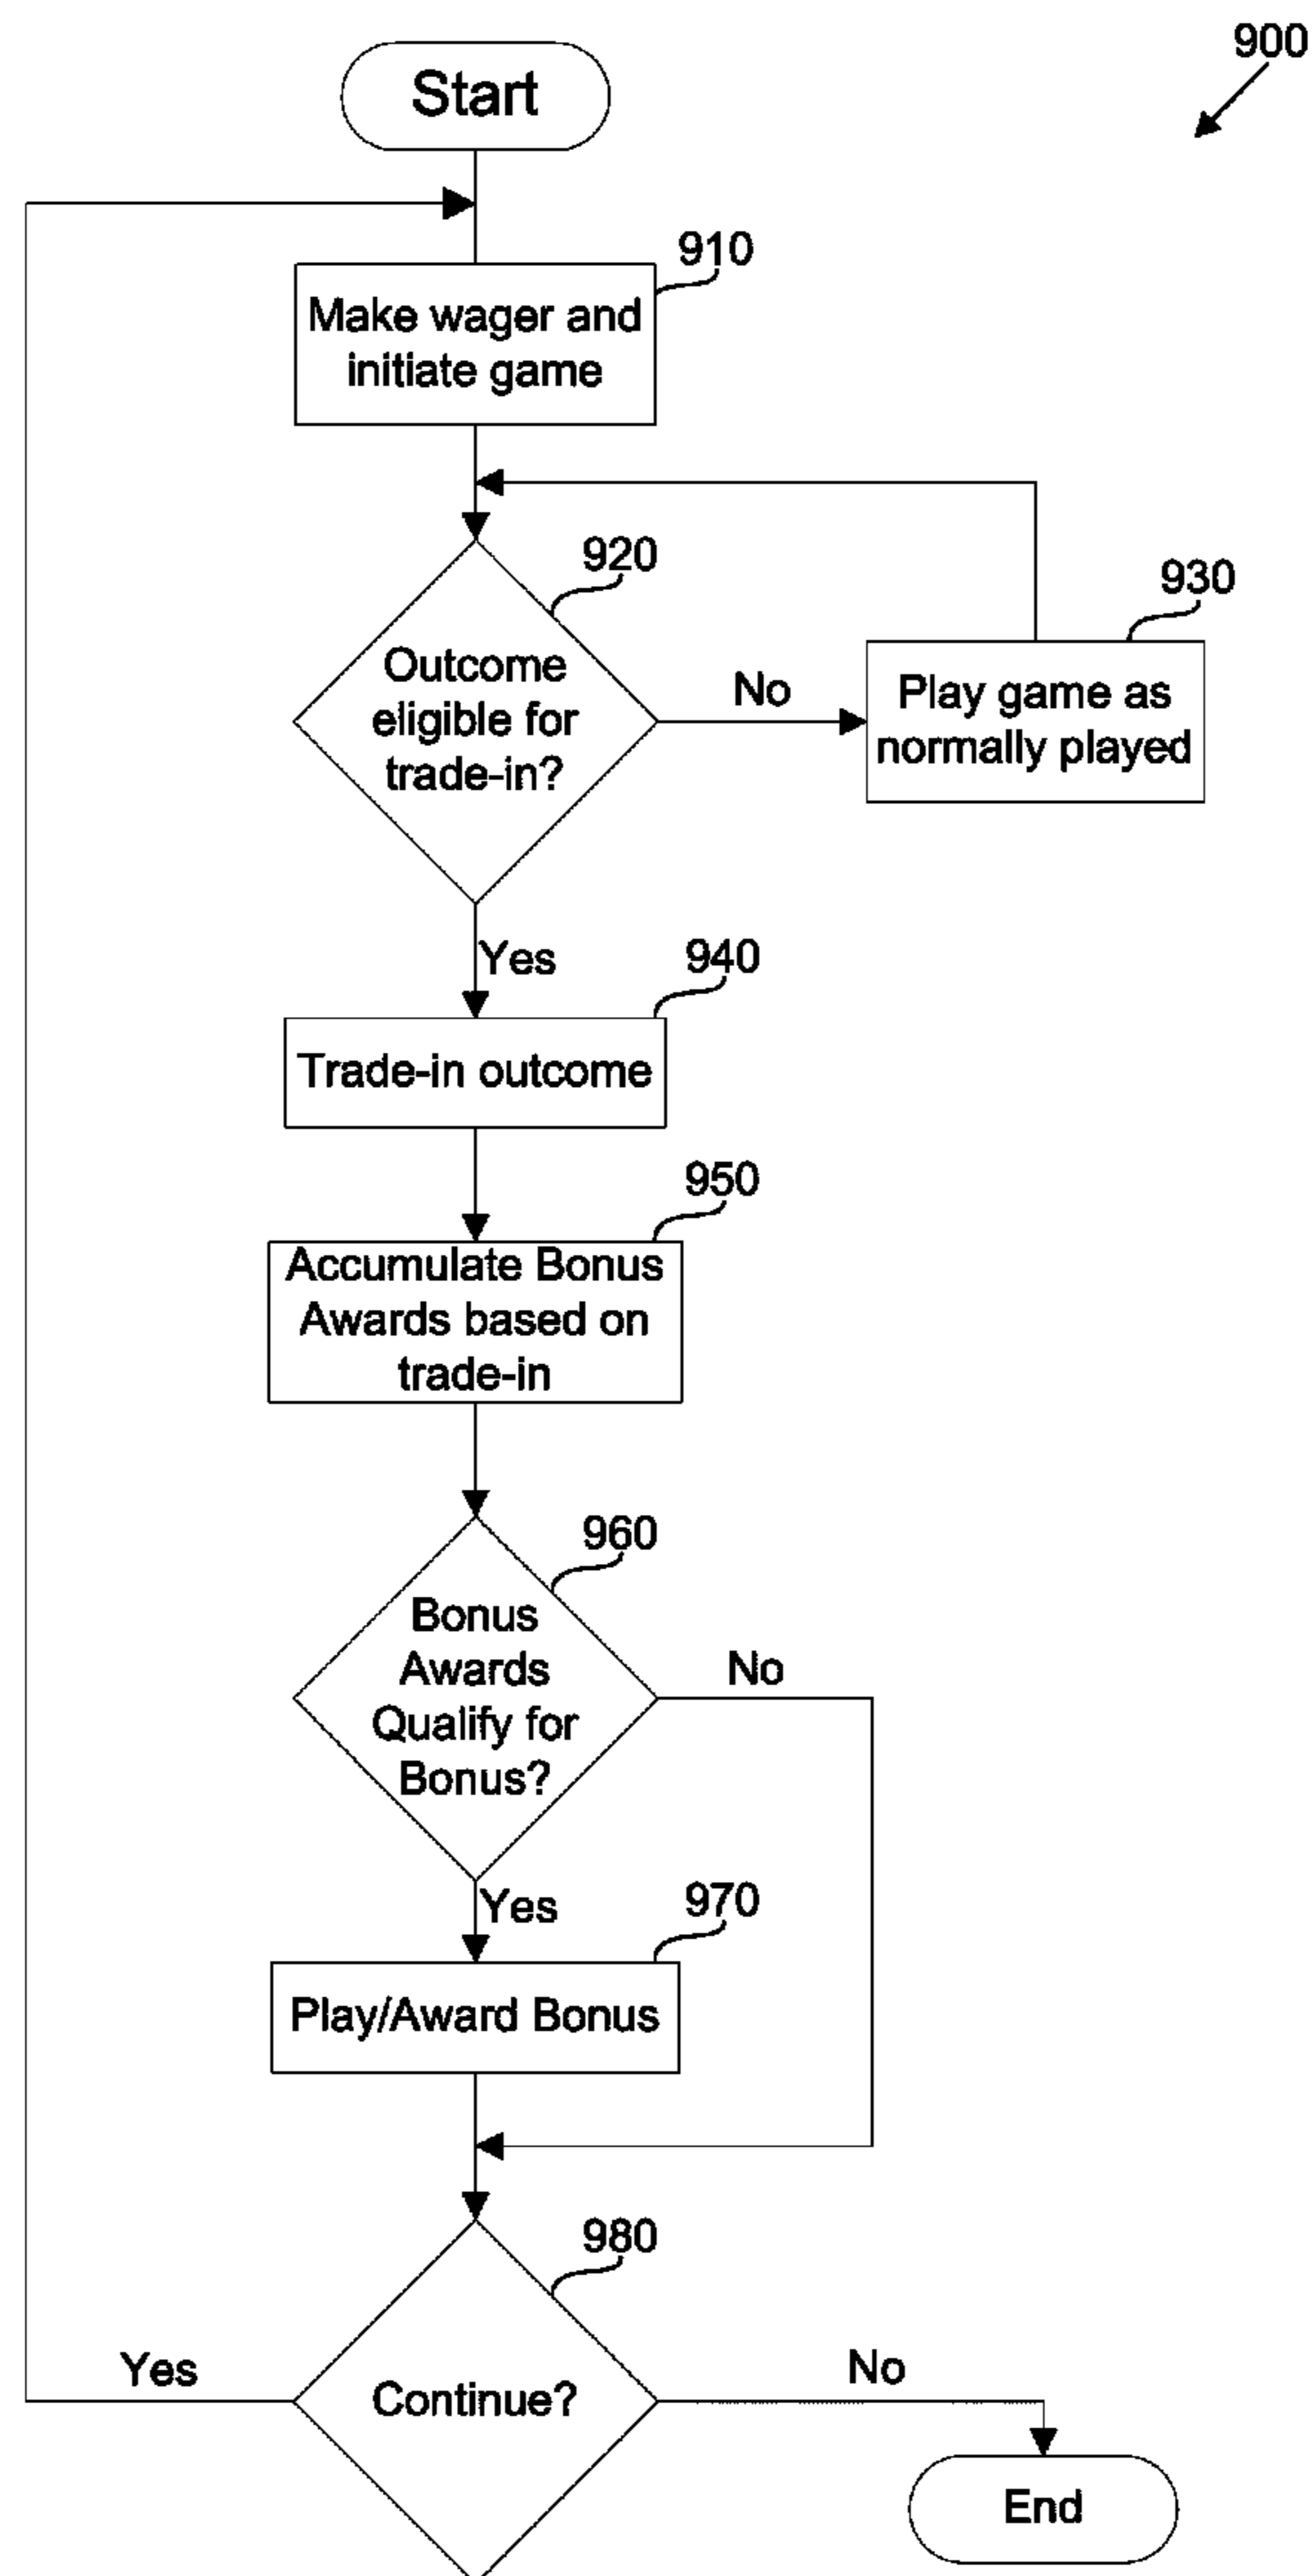 900
Start
910
Make wager and
initiate game
920
Outcome
eligible for
trade-in?
No
930
Play game as
normally played
Yes
940
Trade-in outcome
950
Accumulate Bonus
Awards based on
trade-in
960
Bonus
Awards
Qualify for
Bonus?
No
Yes
970
Play/Award Bonus
980
Continue?
Yes
No
End